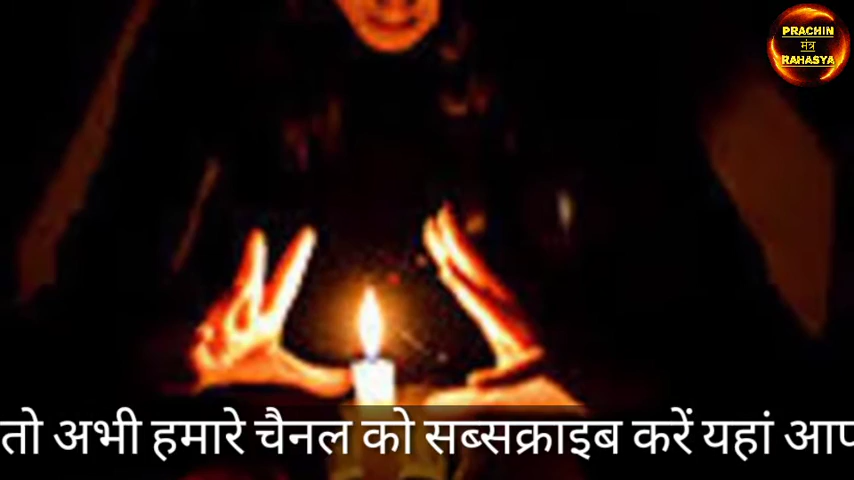 PRACHIN
मंत्र
RAHASYA
तो अभी हमारे चैनल को सब्सक्राइब करें यहां आप